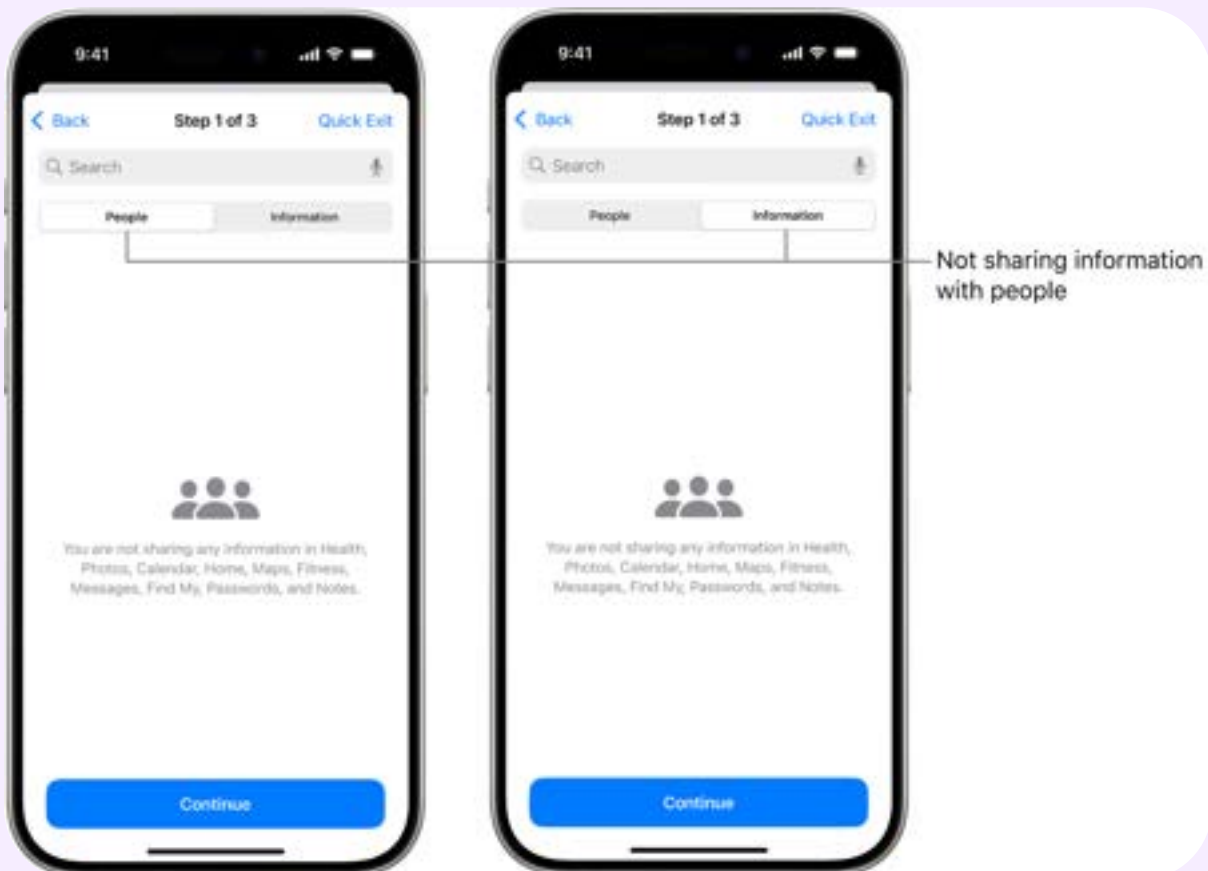 9:41
Back Step 1 of 3 Quick Exit
Search
People Information
You are not sharing any information in Health,
Photos, Calendar, Home, Maps, Fitness,
Messages, Find My, Passwords, and Notes.
Continue
9:41
Back Step 1 of 3 Quick Exit
Search
People Information
You are not sharing any information in Health,
Photos, Calendar, Home, Maps, Fitness,
Messages, Find My, Passwords, and Notes.
Continue
Not sharing information
with people